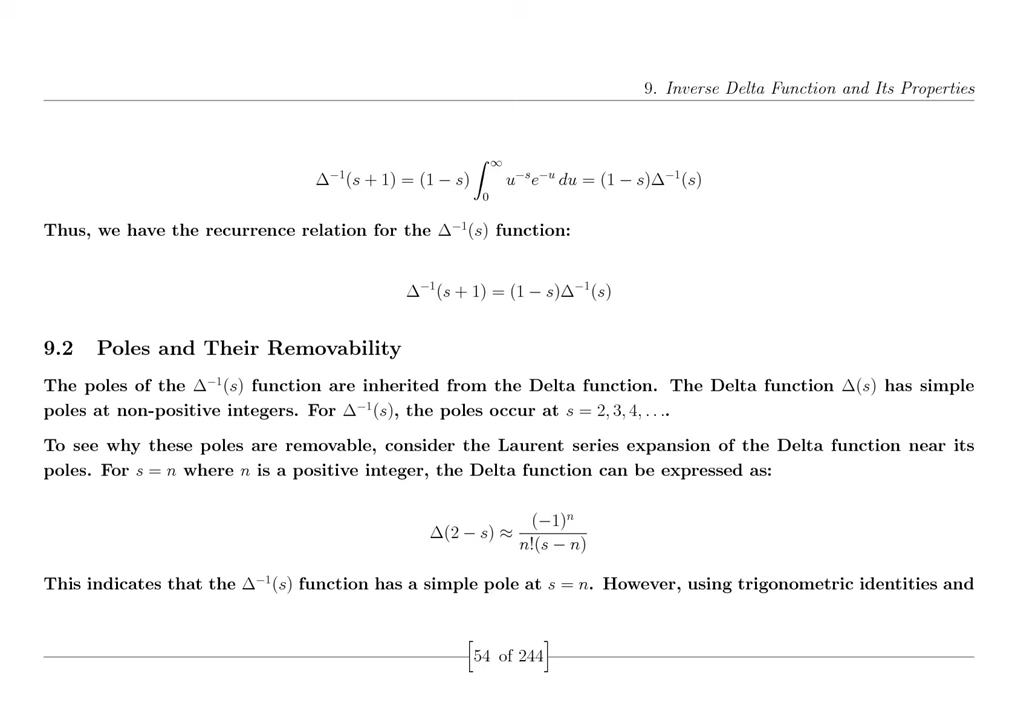 9. Inverse Delta Function and Its Properties
Δ⁻¹(s + 1) = (1 − s) ∫₀^∞ u⁻ˢe⁻ᵘ du = (1 − s)Δ⁻¹(s)
Thus, we have the recurrence relation for the Δ⁻¹(s) function:
Δ⁻¹(s + 1) = (1 − s)Δ⁻¹(s)
9.2 Poles and Their Removability
The poles of the Δ⁻¹(s) function are inherited from the Delta function. The Delta function Δ(s) has simple
poles at non-positive integers. For Δ⁻¹(s), the poles occur at s = 2, 3, 4, . . ..
To see why these poles are removable, consider the Laurent series expansion of the Delta function near its
poles. For s = n where n is a positive integer, the Delta function can be expressed as:
Δ(2 − s) ≈ (−1)ⁿ / n!(s − n)
This indicates that the Δ⁻¹(s) function has a simple pole at s = n. However, using trigonometric identities and
[54 of 244]